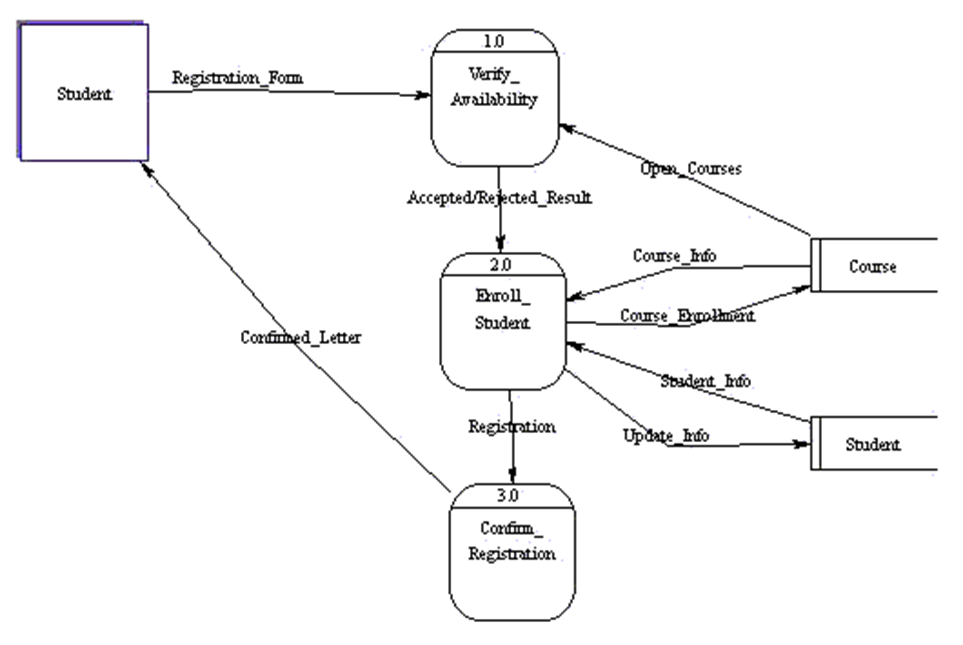 1.0
Verify_
Availability
Student
Registration_Form
Open_Courses
Accepted/Rejected_Result
2.0
Enroll_
Student
Course_Info
Course
Course_Enrollment
Confirmed_Letter
Student_Info
Update_Info
Student
Registration
3.0
Confirm_
Registration